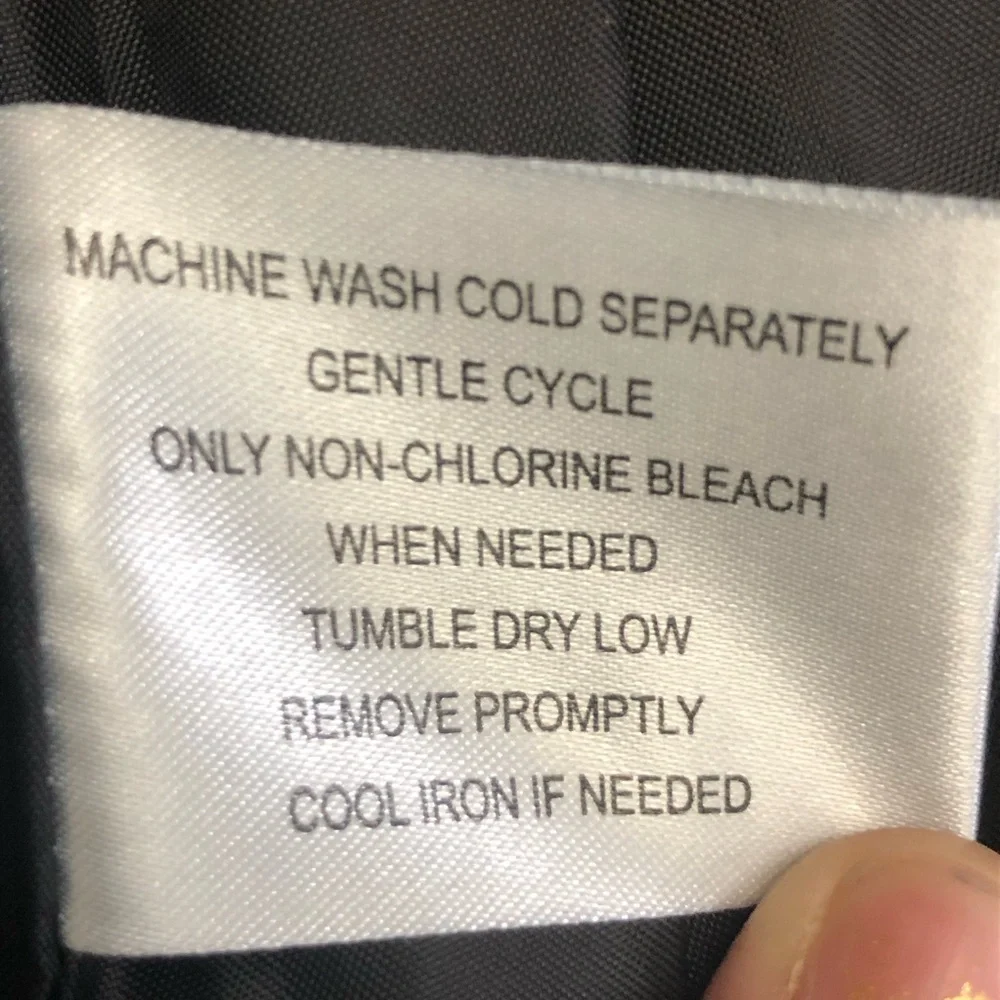 MACHINE WASH COLD SEPARATELY
GENTLE CYCLE
ONLY NON-CHLORINE BLEACH
WHEN NEEDED
TUMBLE DRY LOW
REMOVE PROMPTLY
COOL IRON IF NEEDED